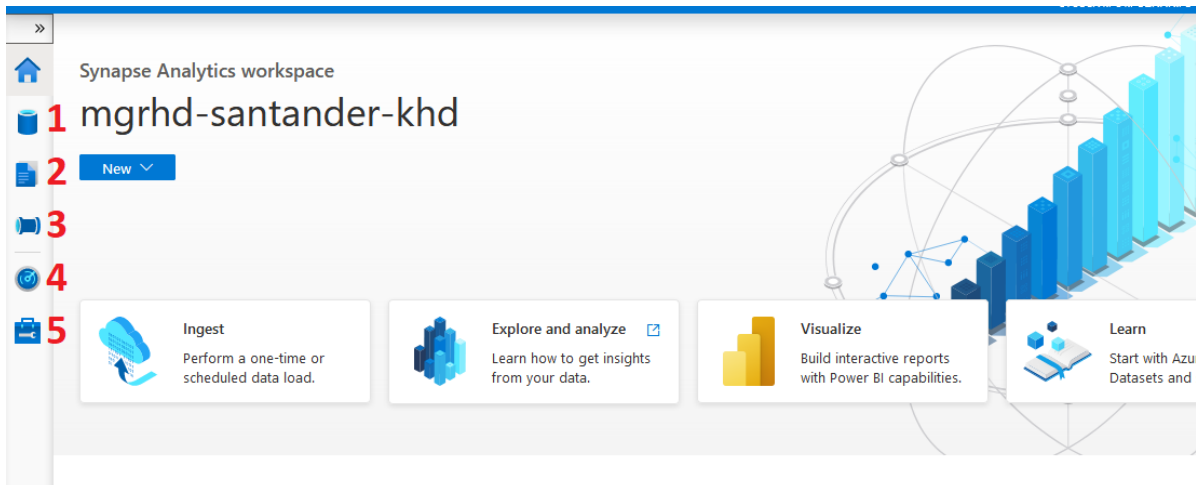 »
Synapse Analytics workspace
1
mgrhd-santander-khd
2
New
3
4
5
Ingest
Perform a one-time or
scheduled data load.
Explore and analyze
Learn how to get insights
from your data.
Visualize
Build interactive reports
with Power BI capabilities.
Learn
Start with Azu
Datasets and